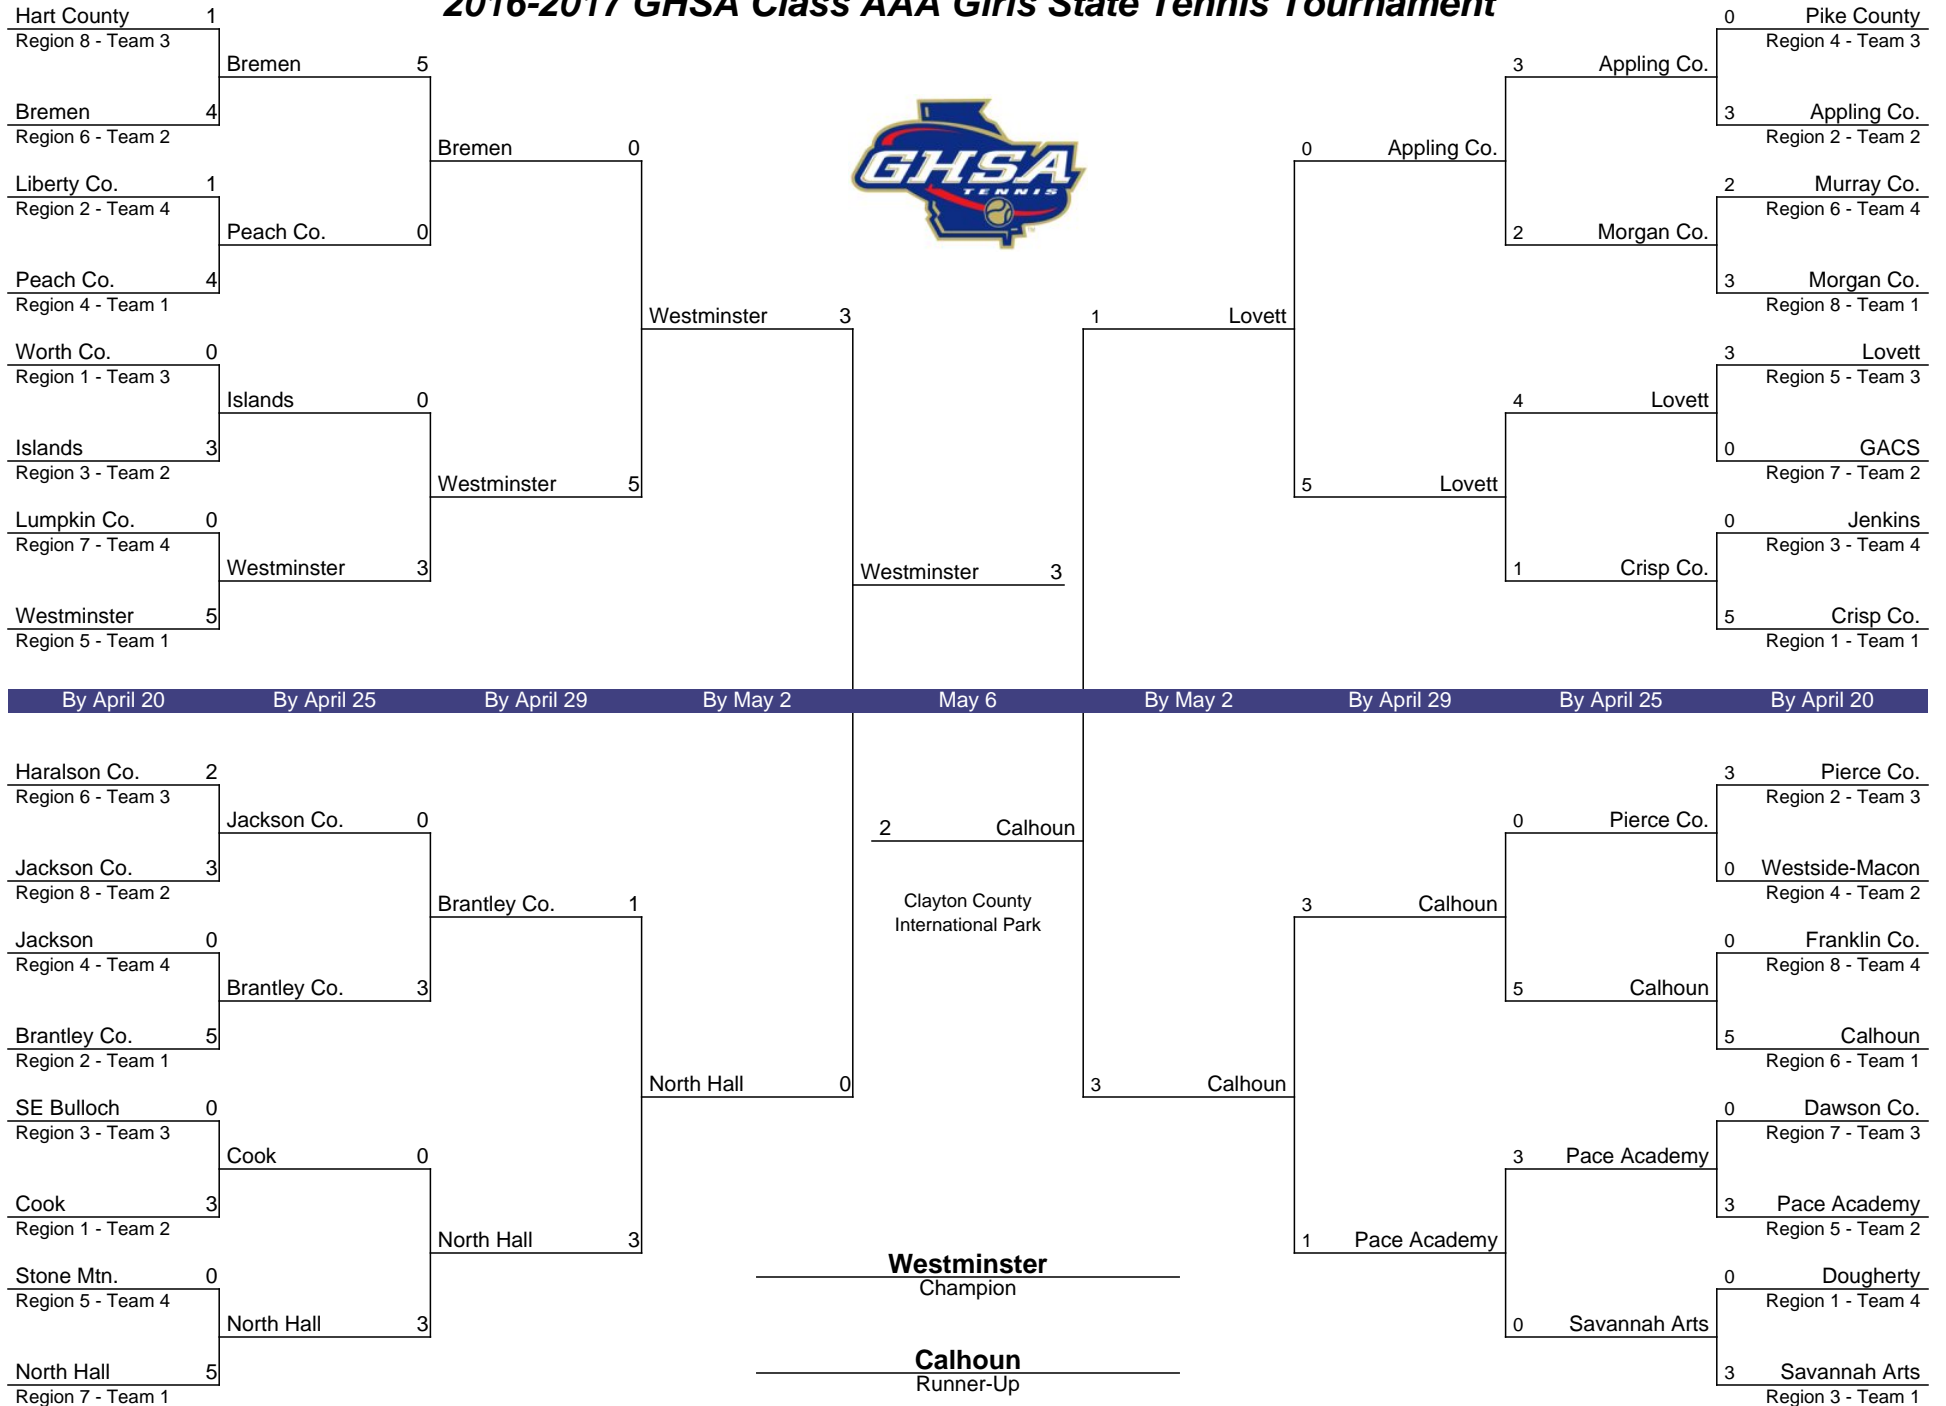 2016-2017 GHSA Class AAA Girls State Tennis Tournament
Hart County 1
Region 8 - Team 3
Bremen 5
Bremen 4
Region 6 - Team 2
Bremen 0
Liberty Co. 1
Region 2 - Team 4
Peach Co. 0
Peach Co. 4
Region 4 - Team 1
Westminster 3
Worth Co. 0
Region 1 - Team 3
Islands 0
Islands 3
Region 3 - Team 2
Westminster 5
Lumpkin Co. 0
Region 7 - Team 4
Westminster 3
Westminster 5
Region 5 - Team 1
Westminster 3
GHSA
TENNIS
0 Pike County
Region 4 - Team 3
3 Appling Co.
3 Appling Co.
Region 2 - Team 2
0 Appling Co.
2 Murray Co.
Region 6 - Team 4
2 Morgan Co.
3 Morgan Co.
Region 8 - Team 1
1 Lovett
3 Lovett
Region 5 - Team 3
4 Lovett
0 GACS
Region 7 - Team 2
5 Lovett
0 Jenkins
Region 3 - Team 4
1 Crisp Co.
5 Crisp Co.
Region 1 - Team 1
By April 20 By April 25 By April 29 By May 2 May 6 By May 2 By April 29 By April 25 By April 20
Haralson Co. 2
Region 6 - Team 3
Jackson Co. 0
Jackson Co. 3
Region 8 - Team 2
Brantley Co. 1
Jackson 0
Region 4 - Team 4
Brantley Co. 3
Brantley Co. 5
Region 2 - Team 1
North Hall 0
SE Bulloch 0
Region 3 - Team 3
Cook 0
Cook 3
Region 1 - Team 2
North Hall 3
Stone Mtn. 0
Region 5 - Team 4
North Hall 3
North Hall 5
Region 7 - Team 1
2 Calhoun
Clayton County
International Park
3 Pierce Co.
Region 2 - Team 3
0 Pierce Co.
0 Westside-Macon
Region 4 - Team 2
3 Calhoun
0 Franklin Co.
Region 8 - Team 4
5 Calhoun
5 Calhoun
Region 6 - Team 1
3 Calhoun
0 Dawson Co.
Region 7 - Team 3
3 Pace Academy
3 Pace Academy
Region 5 - Team 2
1 Pace Academy
0 Dougherty
Region 1 - Team 4
0 Savannah Arts
3 Savannah Arts
Region 3 - Team 1
Westminster
Champion
Calhoun
Runner-Up